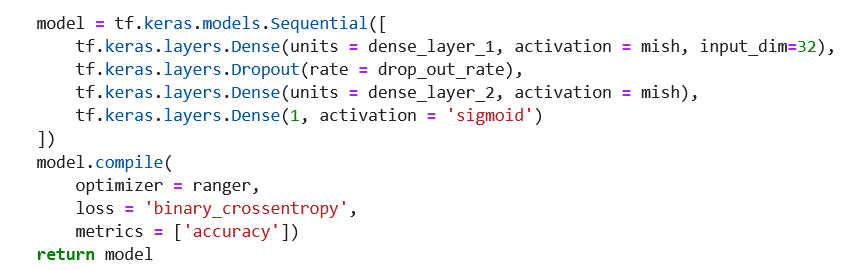 model = tf.keras.models.Sequential([
    tf.keras.layers.Dense(units = dense_layer_1, activation = mish, input_dim=32),
    tf.keras.layers.Dropout(rate = drop_out_rate),
    tf.keras.layers.Dense(units = dense_layer_2, activation = mish),
    tf.keras.layers.Dense(1, activation = 'sigmoid')
])
model.compile(
    optimizer = ranger,
    loss = 'binary_crossentropy',
    metrics = ['accuracy'])
return model